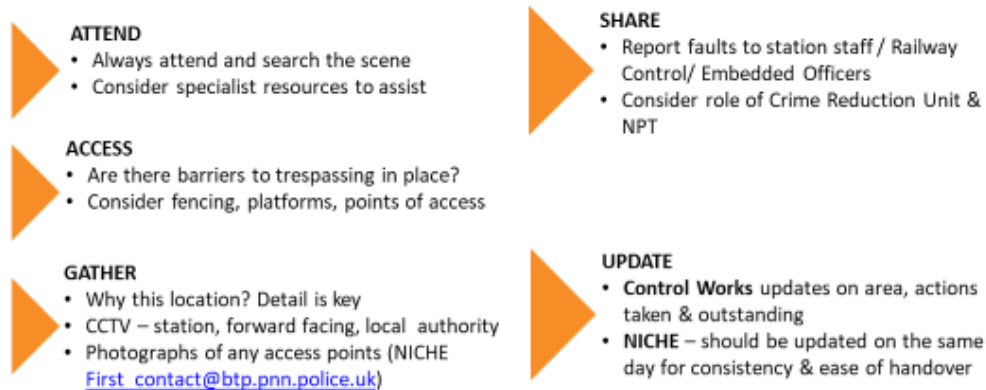 ATTEND
• Always attend and search the scene
• Consider specialist resources to assist
ACCESS
• Are there barriers to trespassing in place?
• Consider fencing, platforms, points of access
GATHER
• Why this location? Detail is key
• CCTV – station, forward facing, local authority
• Photographs of any access points (NICHE
First_contact@btp.pnn.police.uk)
SHARE
• Report faults to station staff / Railway
Control/ Embedded Officers
• Consider role of Crime Reduction Unit &
NPT
UPDATE
• Control Works updates on area, actions
taken & outstanding
• NICHE – should be updated on the same
day for consistency & ease of handover